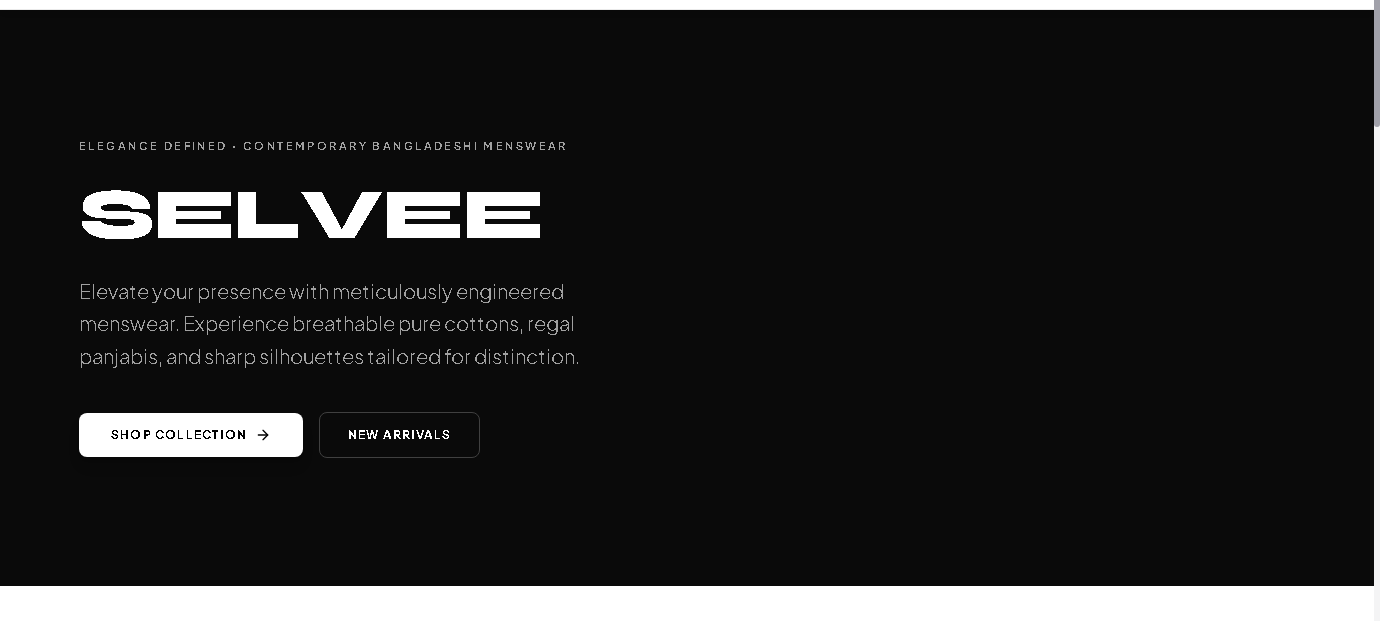 ELEGANCE DEFINED · CONTEMPORARY BANGLADESHI MENSWEAR
SELVEE
Elevate your presence with meticulously engineered
menswear. Experience breathable pure cottons, regal
panjabis, and sharp silhouettes tailored for distinction.
SHOP COLLECTION →
NEW ARRIVALS